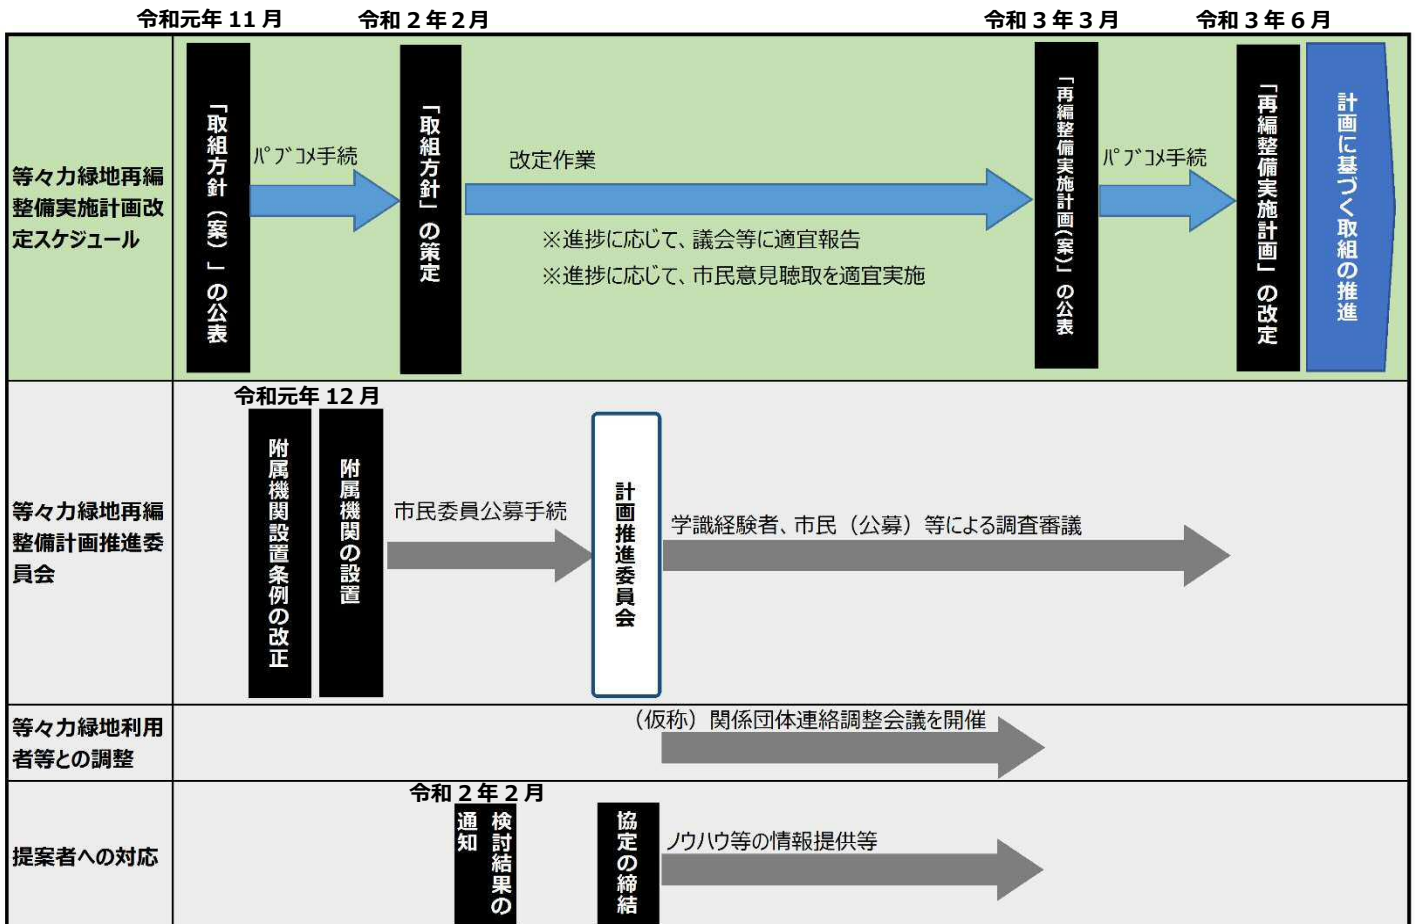 令和元年 11 月
令和 2 年 2 月
令和 3 年 3 月
令和 3 年 6 月
等々力緑地再編
整備実施計画改
定スケジュール
「取組方針（案）」の公表
ﾊﾟﾌﾞｺﾒ手続
「取組方針」の策定
改定作業
※進捗に応じて、議会等に適宜報告
※進捗に応じて、市民意見聴取を適宜実施
「再編整備実施計画(案)」の公表
ﾊﾟﾌﾞｺﾒ手続
「再編整備実施計画」の改定
計画に基づく取組の推進
等々力緑地再編
整備計画推進委
員会
令和元年 12 月
附属機関設置条例の改正
附属機関の設置
市民委員公募手続
計画推進委員会
学識経験者、市民（公募）等による調査審議
等々力緑地利用
者等との調整
（仮称）関係団体連絡調整会議を開催
提案者への対応
令和 2 年 2 月
検討結果の
通知
協定の締結
ノウハウ等の情報提供等